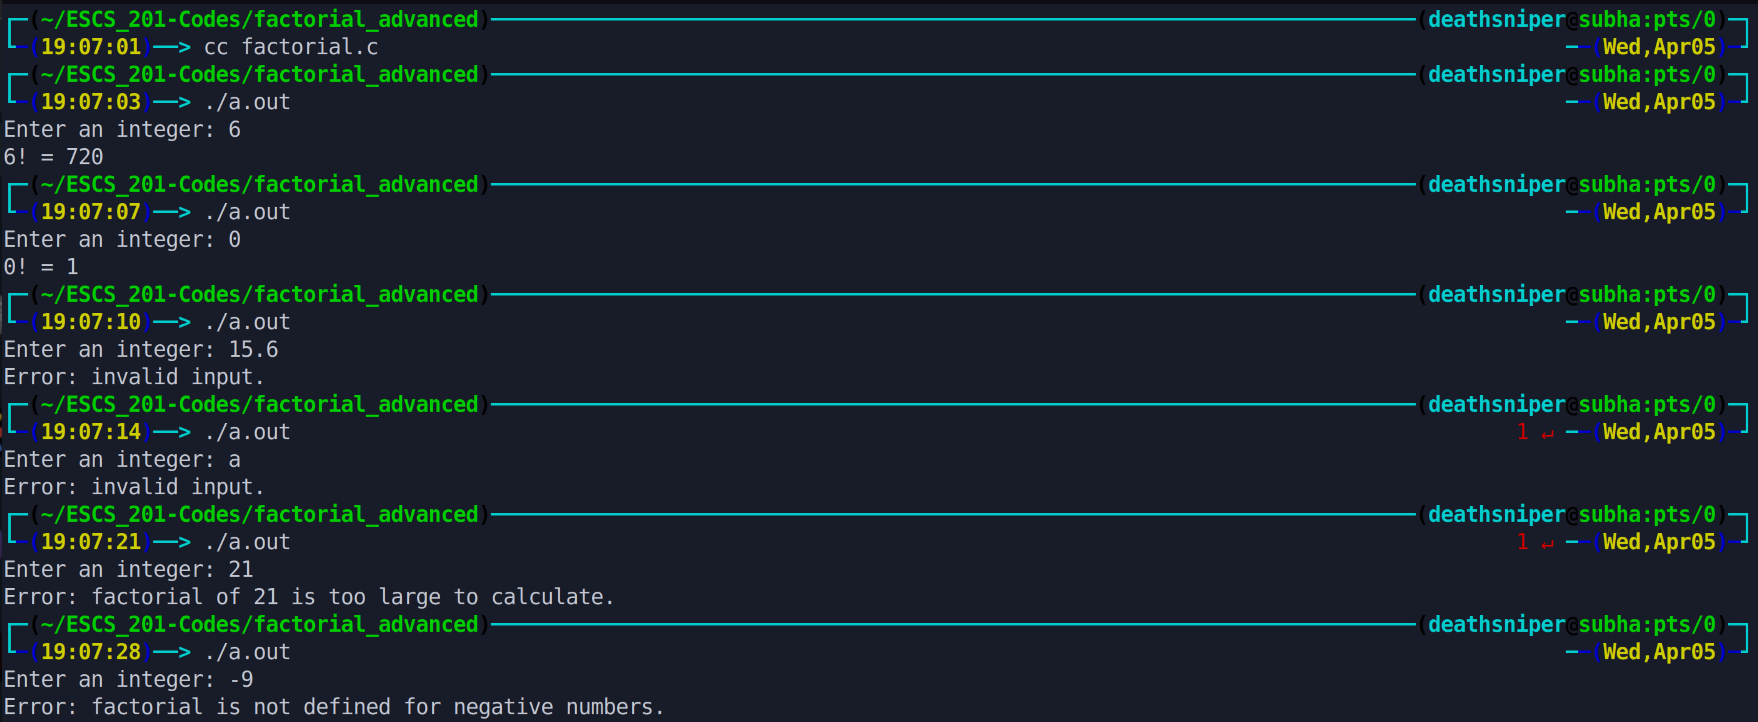 (~/ESCS_201-Codes/factorial_advanced) (deathsniper@subha:pts/0)
(19:07:01)──> cc factorial.c (Wed,Apr05)
(~/ESCS_201-Codes/factorial_advanced) (deathsniper@subha:pts/0)
(19:07:03)──> ./a.out (Wed,Apr05)
Enter an integer: 6
6! = 720
(~/ESCS_201-Codes/factorial_advanced) (deathsniper@subha:pts/0)
(19:07:07)──> ./a.out (Wed,Apr05)
Enter an integer: 0
0! = 1
(~/ESCS_201-Codes/factorial_advanced) (deathsniper@subha:pts/0)
(19:07:10)──> ./a.out (Wed,Apr05)
Enter an integer: 15.6
Error: invalid input.
(~/ESCS_201-Codes/factorial_advanced) (deathsniper@subha:pts/0)
(19:07:14)──> ./a.out 1 ↵ (Wed,Apr05)
Enter an integer: a
Error: invalid input.
(~/ESCS_201-Codes/factorial_advanced) (deathsniper@subha:pts/0)
(19:07:21)──> ./a.out 1 ↵ (Wed,Apr05)
Enter an integer: 21
Error: factorial of 21 is too large to calculate.
(~/ESCS_201-Codes/factorial_advanced) (deathsniper@subha:pts/0)
(19:07:28)──> ./a.out (Wed,Apr05)
Enter an integer: -9
Error: factorial is not defined for negative numbers.